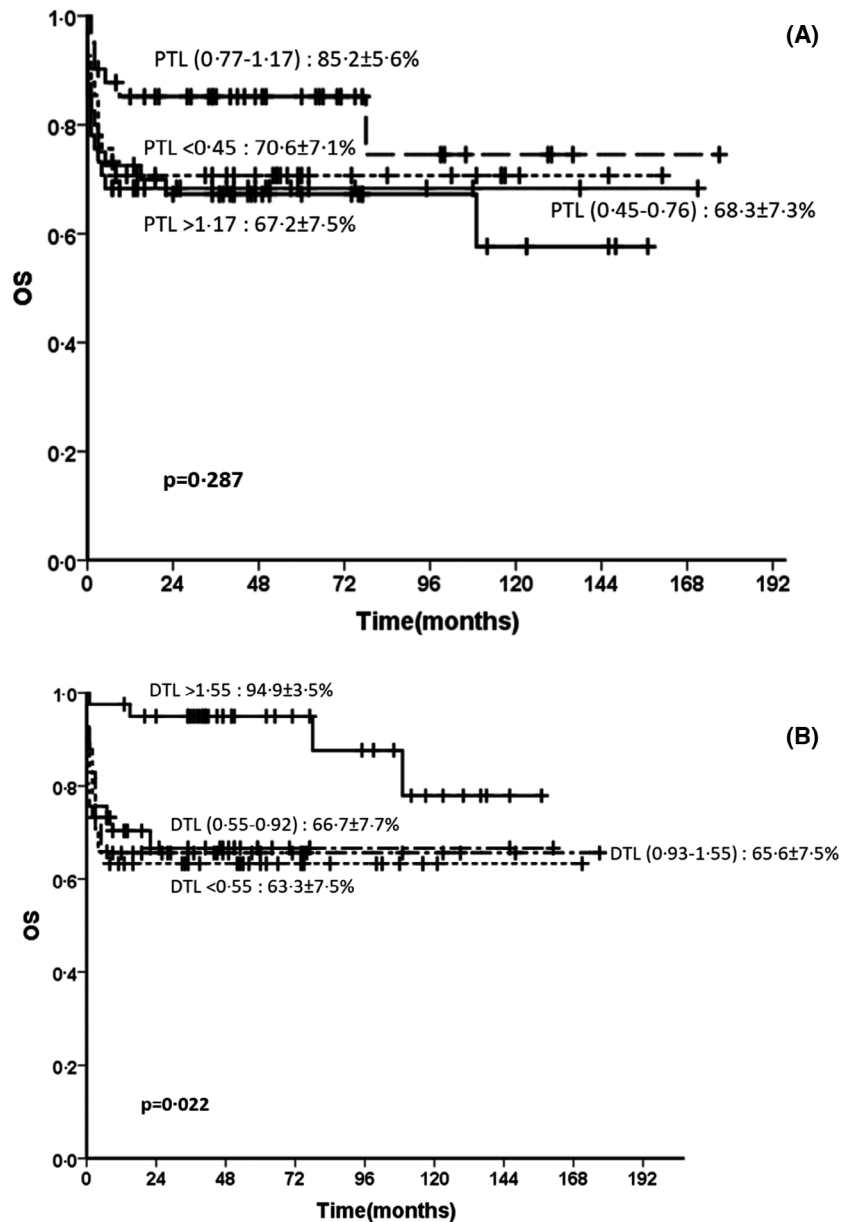 (A)
1·0
PTL (0·77-1·17) : 85·2±5·6%
0·8
PTL <0·45 : 70·6±7·1%
PTL (0·45-0·76) : 68·3±7·3%
PTL >1·17 : 67·2±7·5%
0·6
OS
0·4
0·2
p=0·287
0·0
0 24 48 72 96 120 144 168 192
Time(months)
(B)
1·0
DTL >1·55 : 94·9±3·5%
0·8
DTL (0·55-0·92) : 66·7±7·7%
DTL (0·93-1·55) : 65·6±7·5%
0·6
DTL <0·55 : 63·3±7·5%
OS
0·4
0·2
p=0·022
0·0
0 24 48 72 96 120 144 168 192
Time(months)